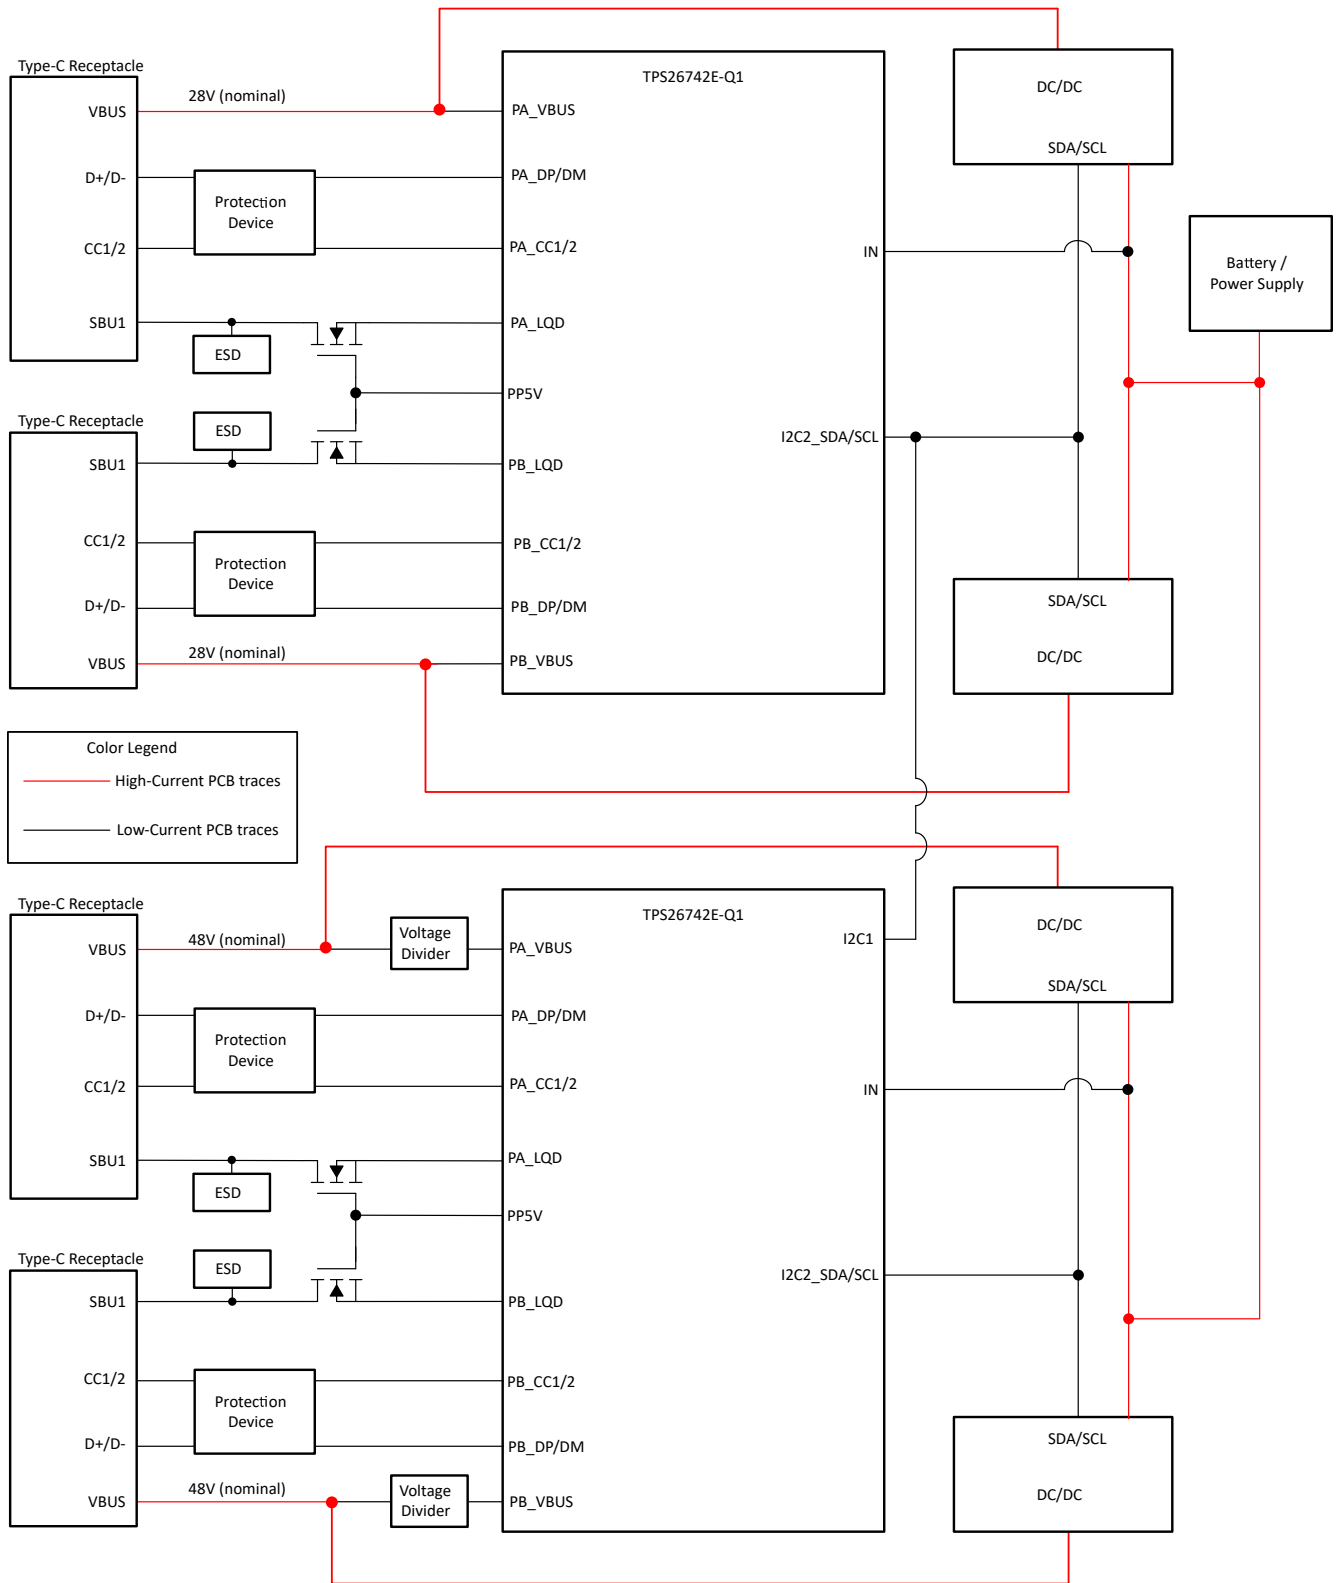 Type-C Receptacle
VBUS
28V (nominal)
D+/D-
CC1/2
SBU1
Protection
Device
ESD
TPS26742E-Q1
PA_VBUS
PA_DP/DM
PA_CC1/2
PA_LQD
PP5V
PB_LQD
PB_CC1/2
PB_DP/DM
PB_VBUS
IN
I2C2_SDA/SCL
DC/DC
SDA/SCL
Battery /
Power Supply
Type-C Receptacle
SBU1
CC1/2
D+/D-
VBUS
ESD
Protection
Device
28V (nominal)
SDA/SCL
DC/DC
Color Legend
High-Current PCB traces
Low-Current PCB traces
Type-C Receptacle
VBUS
48V (nominal)
D+/D-
CC1/2
SBU1
Voltage
Divider
Protection
Device
ESD
TPS26742E-Q1
PA_VBUS
PA_DP/DM
PA_CC1/2
PA_LQD
PP5V
PB_LQD
PB_CC1/2
PB_DP/DM
PB_VBUS
I2C1
IN
I2C2_SDA/SCL
DC/DC
SDA/SCL
Type-C Receptacle
SBU1
CC1/2
D+/D-
VBUS
ESD
Protection
Device
48V (nominal)
Voltage
Divider
SDA/SCL
DC/DC